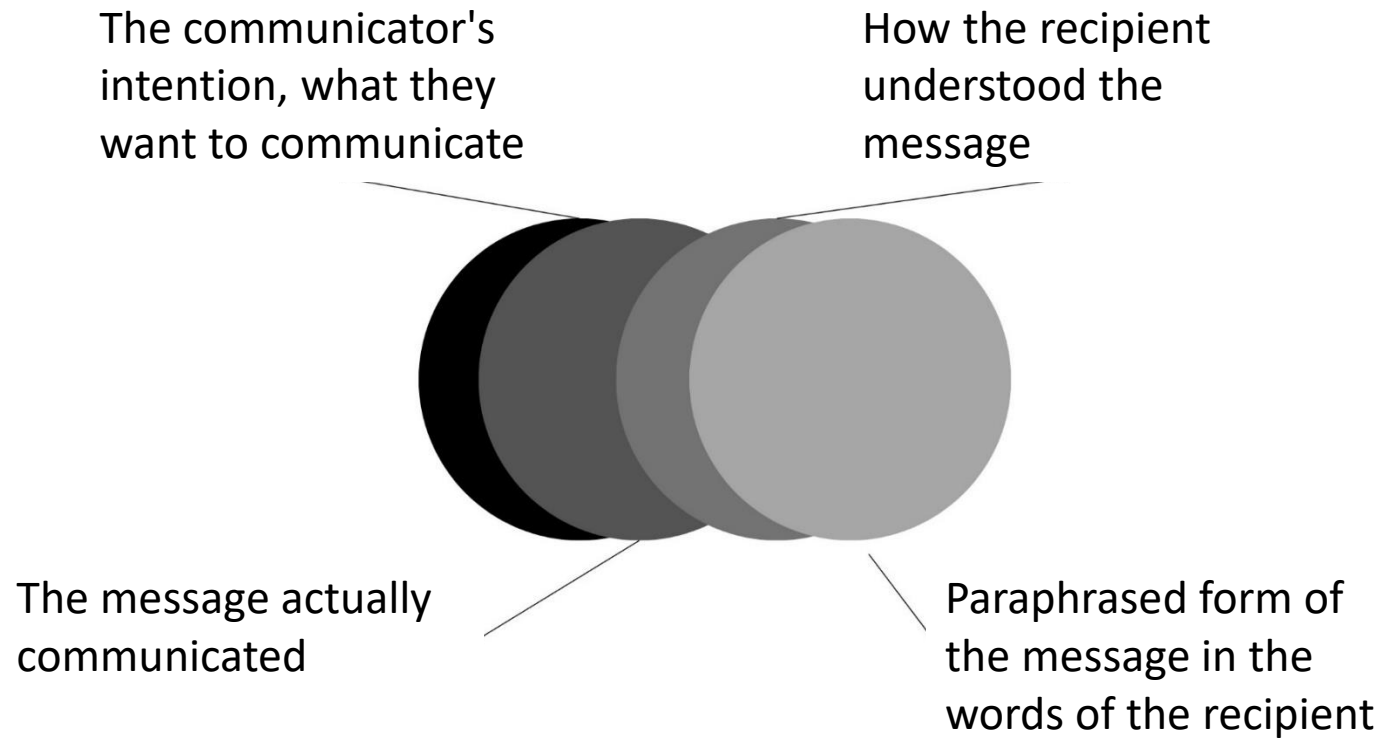 The communicator's
intention, what they
want to communicate
How the recipient
understood the
message
The message actually
communicated
Paraphrased form of
the message in the
words of the recipient